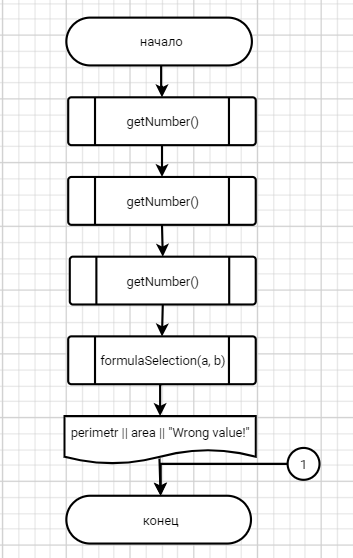 начало
getNumber()
getNumber()
getNumber()
formulaSelection(a, b)
perimetr || area || "Wrong value!"
1
конец